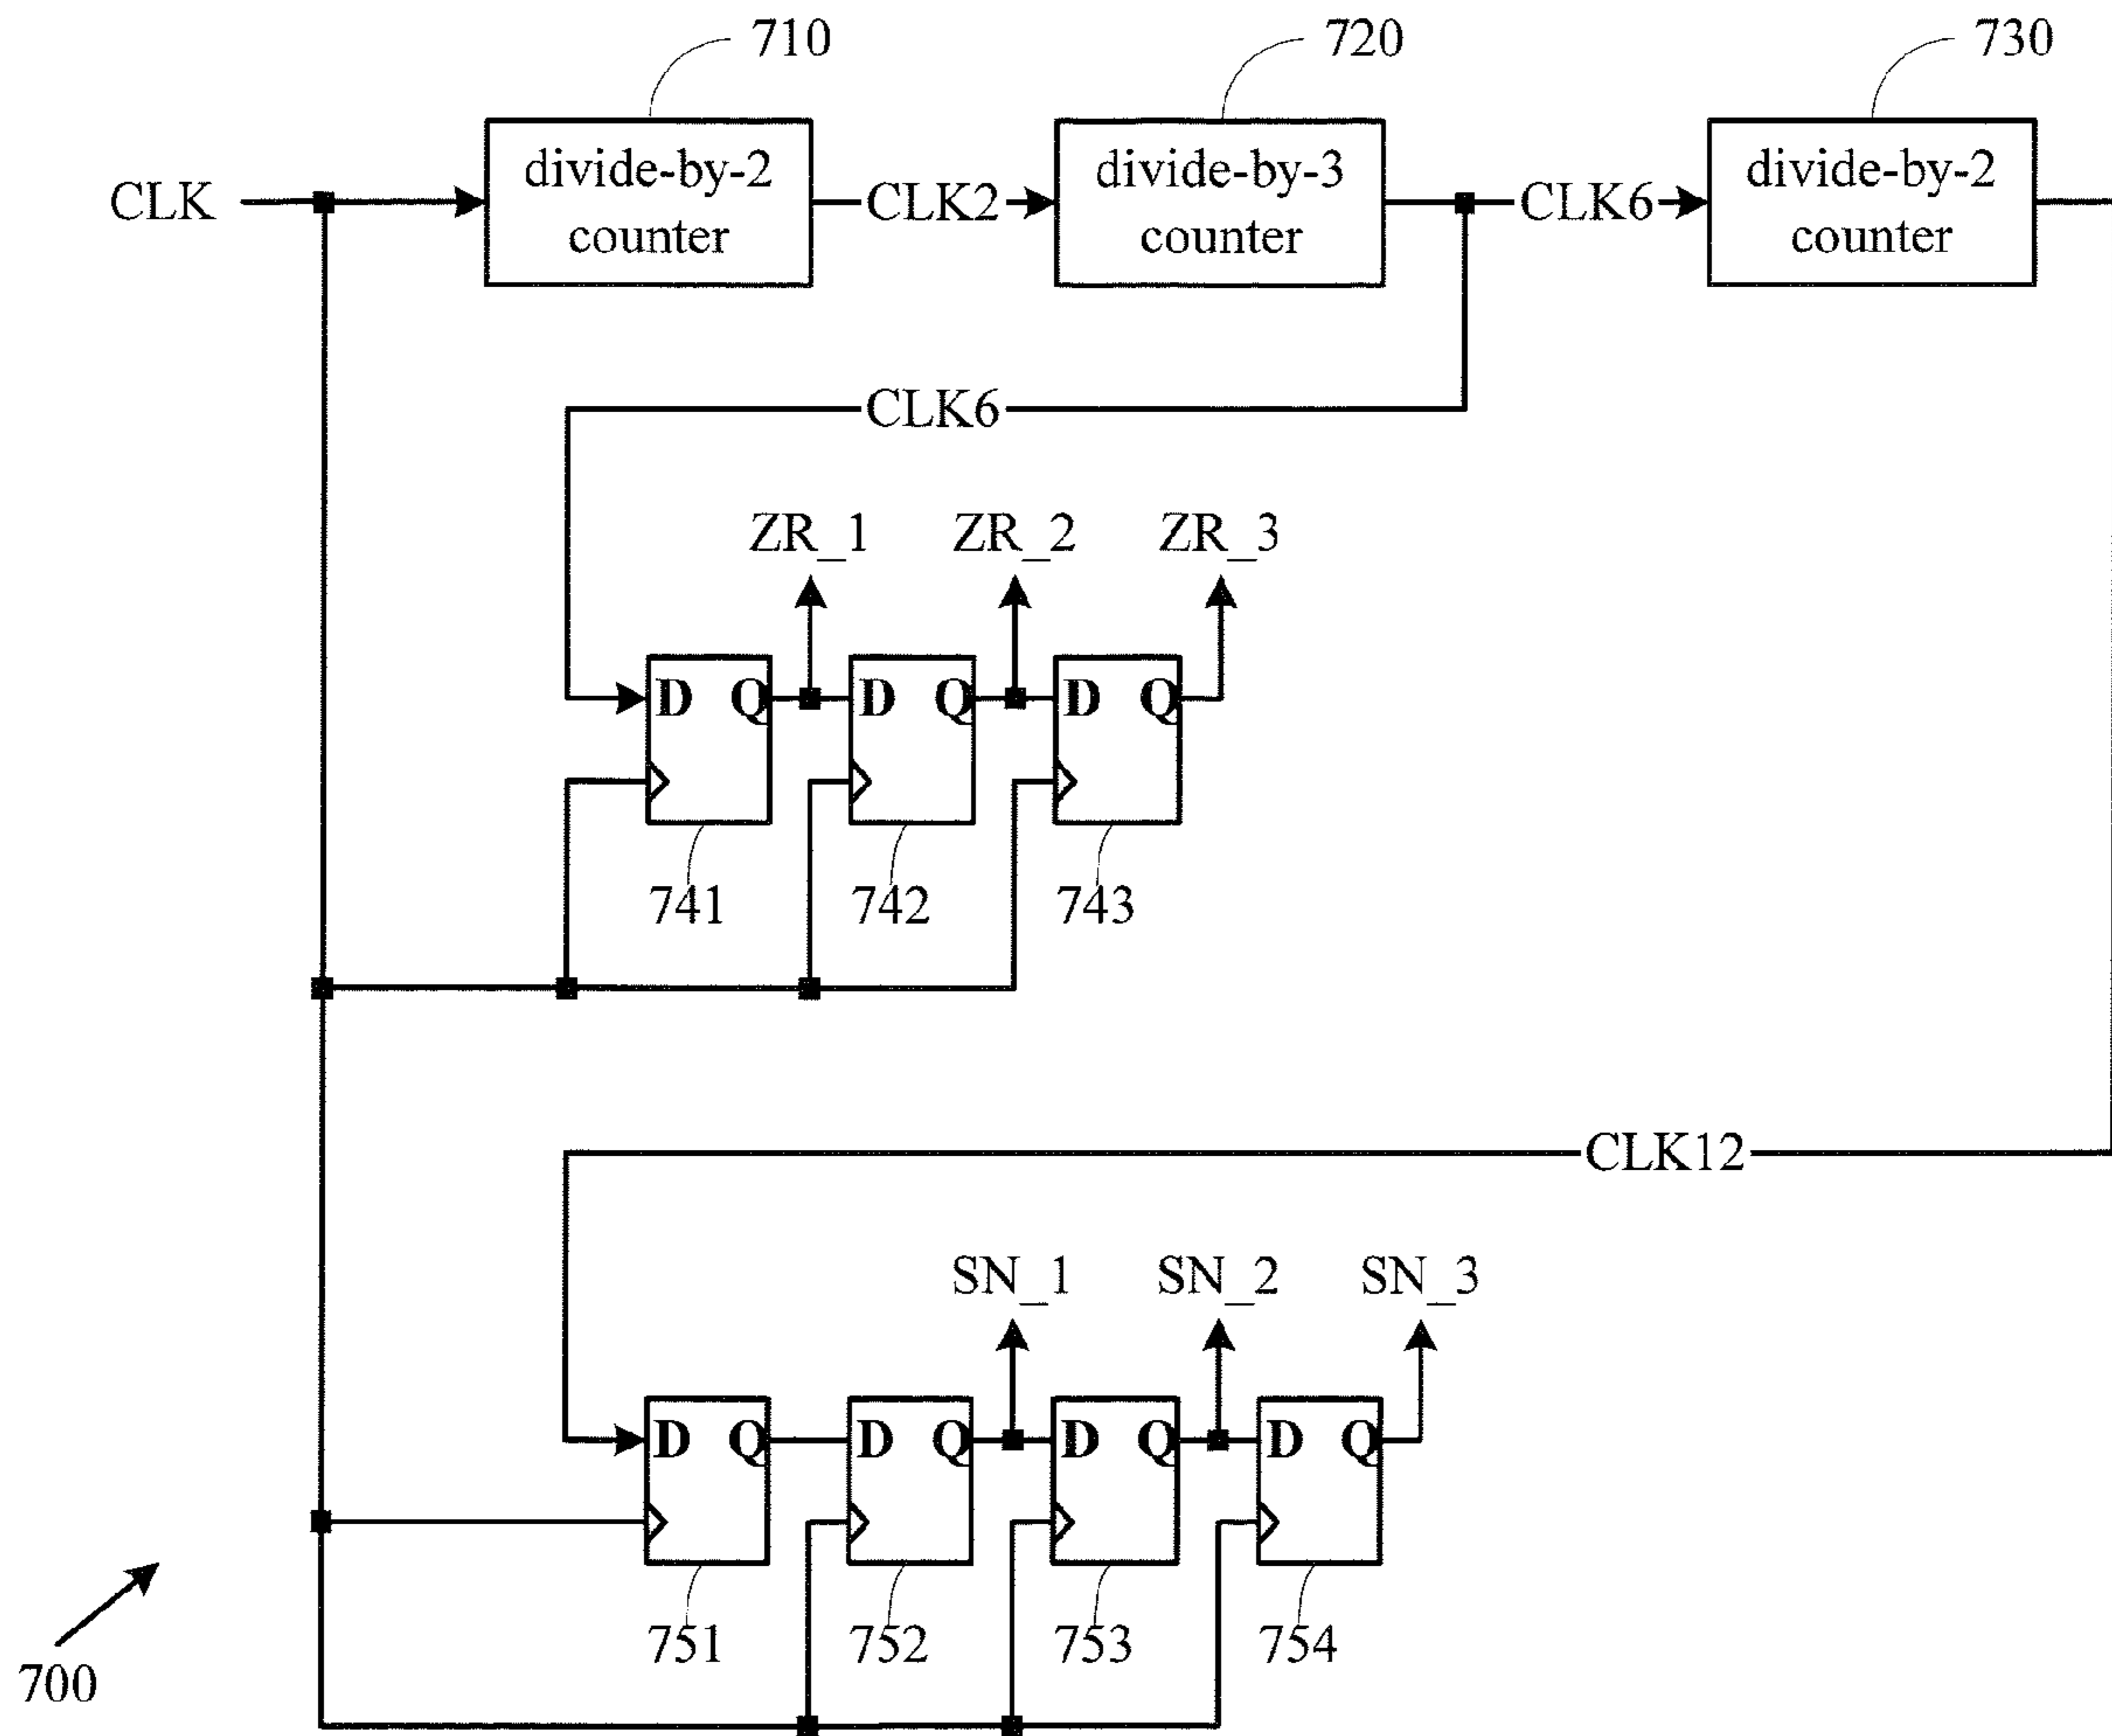 710
720
730
CLK
divide-by-2
counter
CLK2
divide-by-3
counter
CLK6
divide-by-2
counter
CLK6
ZR_1
ZR_2
ZR_3
D Q
D Q
D Q
741
742
743
CLK12
SN_1
SN_2
SN_3
D Q
D Q
D Q
D Q
751
752
753
754
700